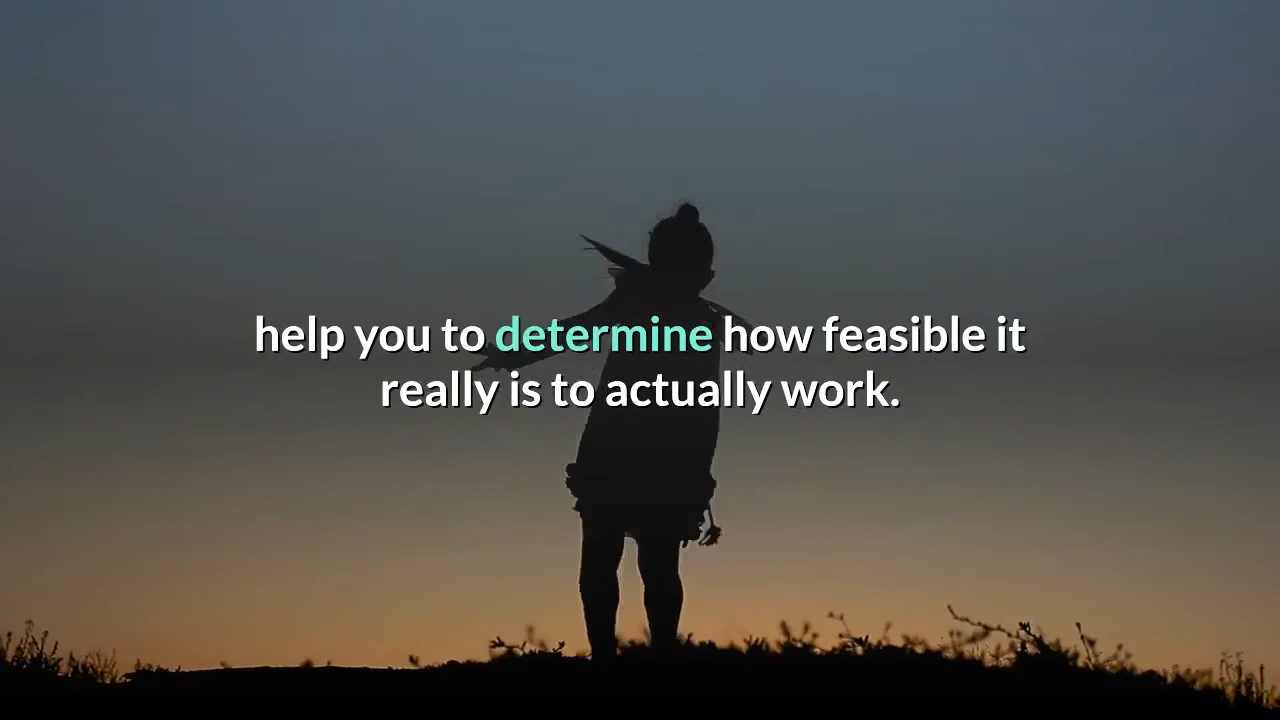 help you to determine how feasible it
really is to actually work.